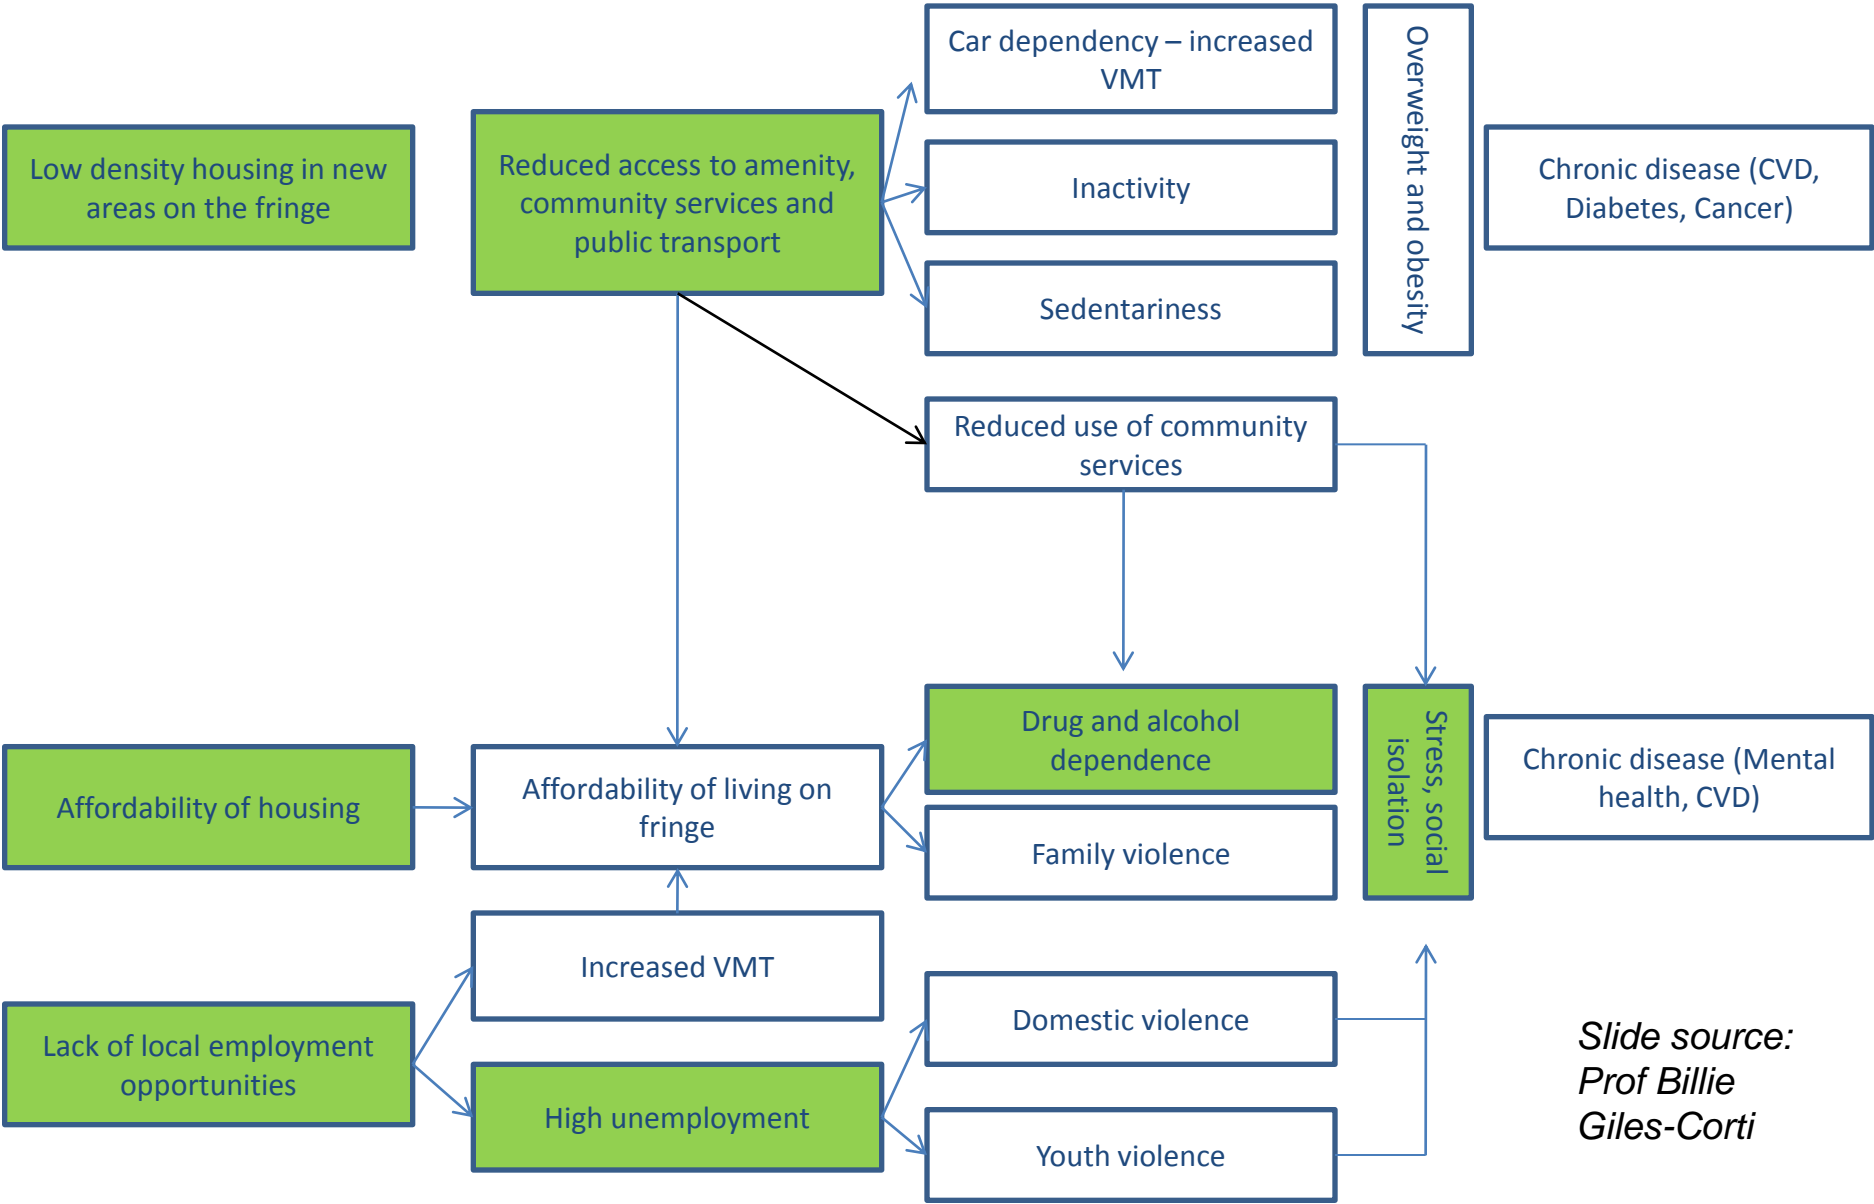 Low density housing in new
areas on the fringe
Reduced access to amenity,
community services and
public transport
Car dependency – increased
VMT
Inactivity
Sedentariness
Overweight and obesity
Chronic disease (CVD,
Diabetes, Cancer)
Reduced use of community
services
Affordability of housing
Affordability of living on
fringe
Drug and alcohol
dependence
Family violence
Stress, social
isolation
Chronic disease (Mental
health, CVD)
Lack of local employment
opportunities
Increased VMT
High unemployment
Domestic violence
Youth violence
Slide source:
Prof Billie
Giles-Corti